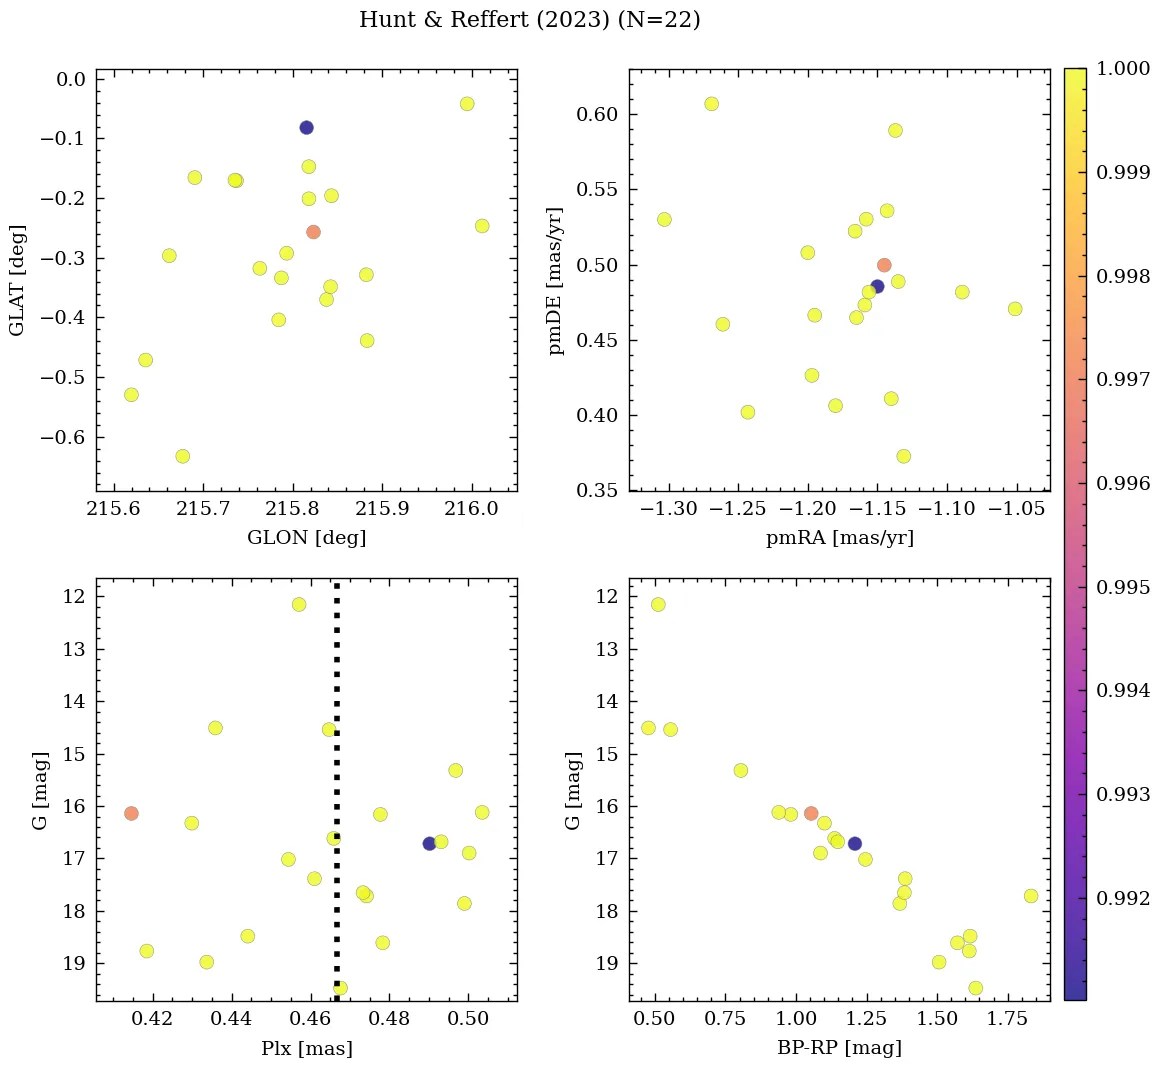 Hunt & Reffert (2023) (N=22)
0.0
−0.1
−0.2
−0.3
−0.4
−0.5
−0.6
GLAT [deg]
215.6 215.7 215.8 215.9 216.0
GLON [deg]
0.60
0.55
0.50
0.45
0.40
0.35
pmDE [mas/yr]
−1.30 −1.25 −1.20 −1.15 −1.10 −1.05
pmRA [mas/yr]
12
13
14
15
16
17
18
19
G [mag]
0.42 0.44 0.46 0.48 0.50
Plx [mas]
12
13
14
15
16
17
18
19
G [mag]
0.50 0.75 1.00 1.25 1.50 1.75
BP-RP [mag]
1.000
0.999
0.998
0.997
0.996
0.995
0.994
0.993
0.992